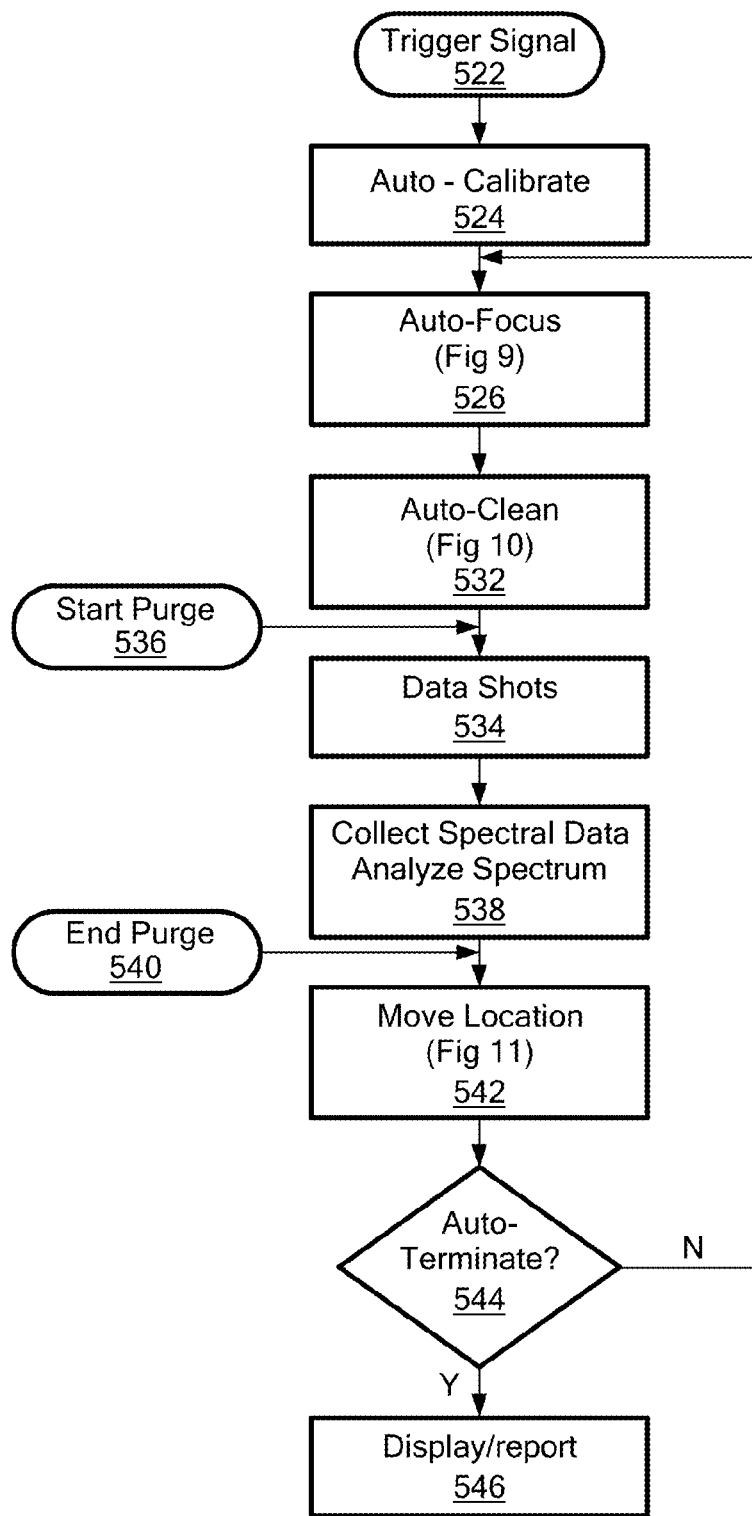 Trigger Signal
522
Auto - Calibrate
524
Auto-Focus
(Fig 9)
526
Auto-Clean
(Fig 10)
532
Start Purge
536
Data Shots
534
Collect Spectral Data
Analyze Spectrum
538
End Purge
540
Move Location
(Fig 11)
542
Auto-
Terminate?
544
N
Y
Display/report
546